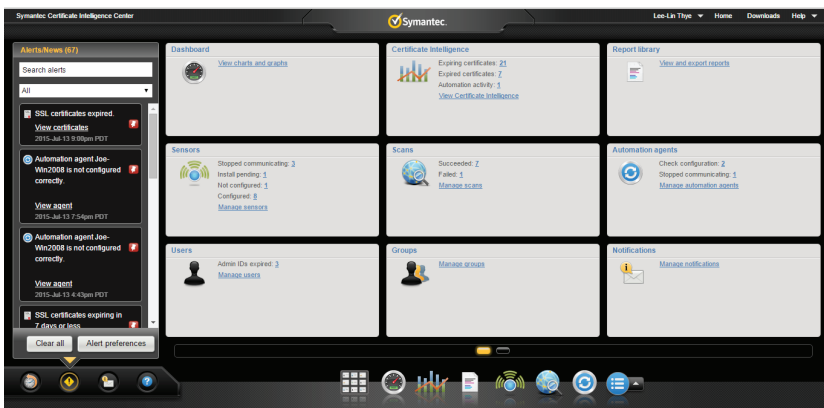 Symantec Certificate Intelligence Center
Symantec.
Lee-Lin Thye Home Downloads Help
Alerts/News (67)
Search alerts
All
SSL certificates expired.
View certificates
2015-Jul-13 9:00pm PDT
Automation agent Joe-
Win2008 is not configured
correctly.
View agent
2015-Jul-13 7:54pm PDT
Automation agent Joe-
Win2008 is not configured
correctly.
View agent
2015-Jul-13 4:43pm PDT
SSL certificates expiring in
7 days or less
Clear all Alert preferences
Dashboard
View charts and graphs
Certificate Intelligence
Expiring certificates: 21
Expired certificates: 7
Automation activity: 1
View Certificate Intelligence
Report library
View and export reports
Sensors
Stopped communicating: 3
Install pending: 1
Not configured: 1
Configured: 8
Manage sensors
Scans
Succeeded: 7
Failed: 1
Manage scans
Automation agents
Check configuration: 2
Stopped communicating: 1
Manage automation agents
Users
Admin IDs expired: 3
Manage users
Groups
Manage groups
Notifications
Manage notifications